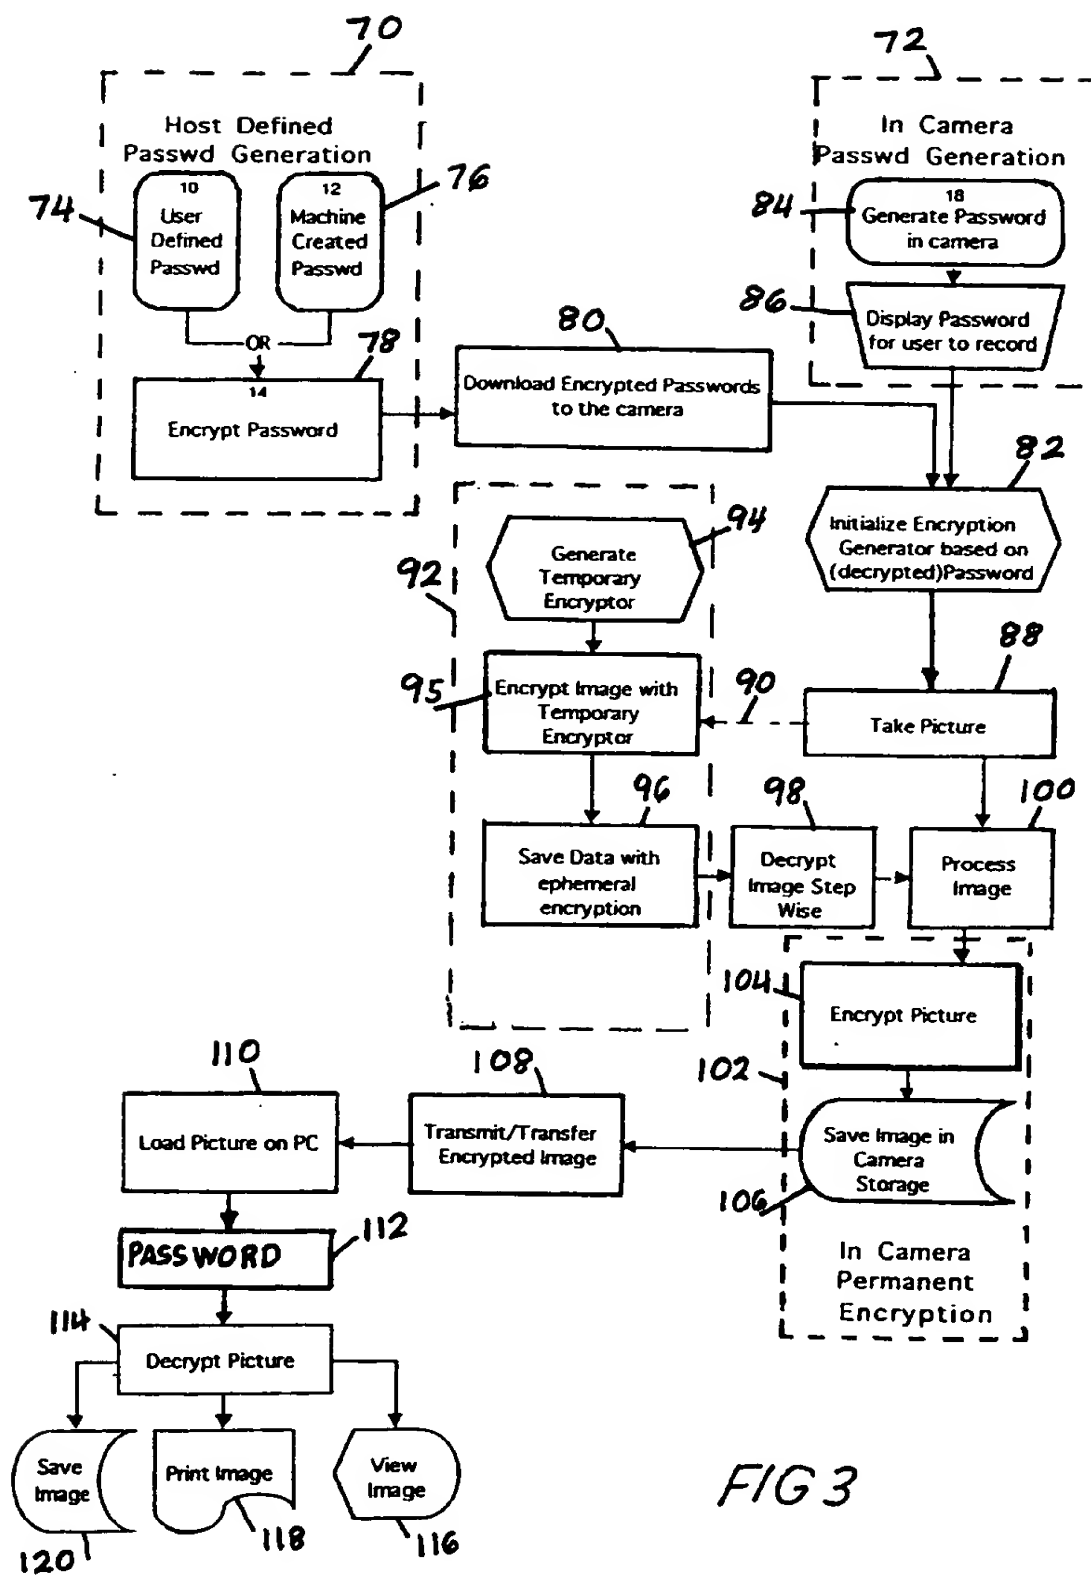 70
72
Host Defined
Passwd Generation
In Camera
Passwd Generation
74
10
User
Defined
Passwd
12
Machine
Created
Passwd
76
84
18
Generate Password
in camera
86
Display Password
for user to record
OR
78
14
Encrypt Password
80
Download Encrypted Passwords
to the camera
82
Initialize Encryption
Generator based on
(decrypted)Password
92
94
Generate
Temporary
Encryptor
88
95
Encrypt Image with
Temporary
Encryptor
90
Take Picture
96
Save Data with
ephemeral
encryption
98
Decrypt
Image Step
Wise
100
Process
Image
104
Encrypt Picture
102
110
Load Picture on PC
108
Transmit/Transfer
Encrypted Image
Save Image in
Camera
Storage
106
In Camera
Permanent
Encryption
PASSWORD
112
114
Decrypt Picture
Save
Image
120
Print Image
118
View
Image
116
FIG 3